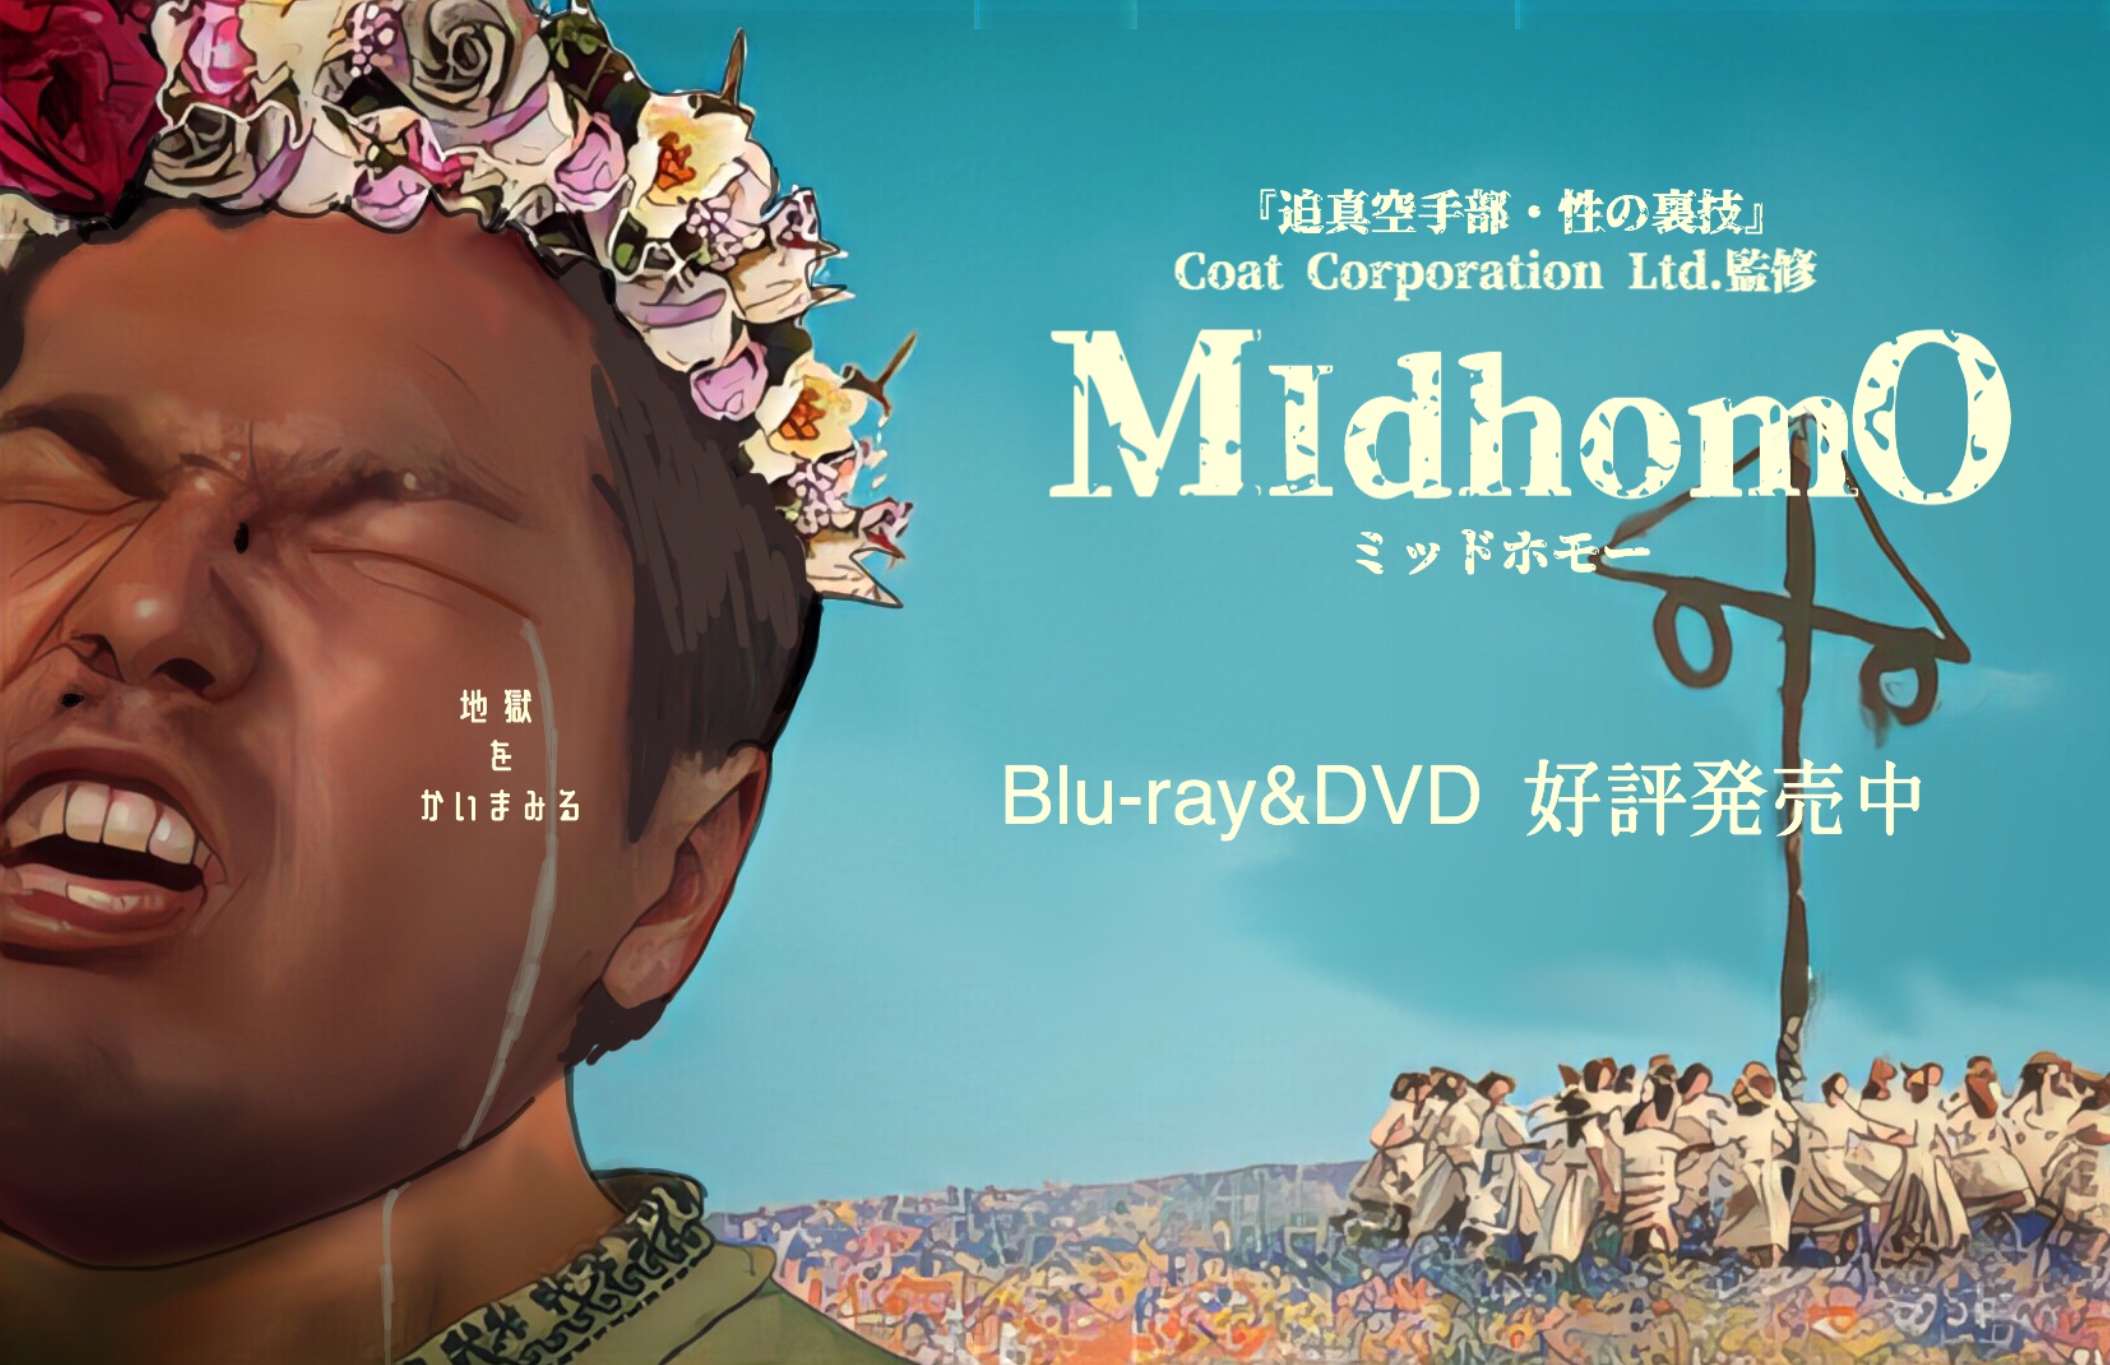 『迫真空手部・性の裏技』
Coat Corporation Ltd.監修
MIdhomO
ミッドホモー
地獄
を
かいまみる
Blu-ray&DVD 好評発売中